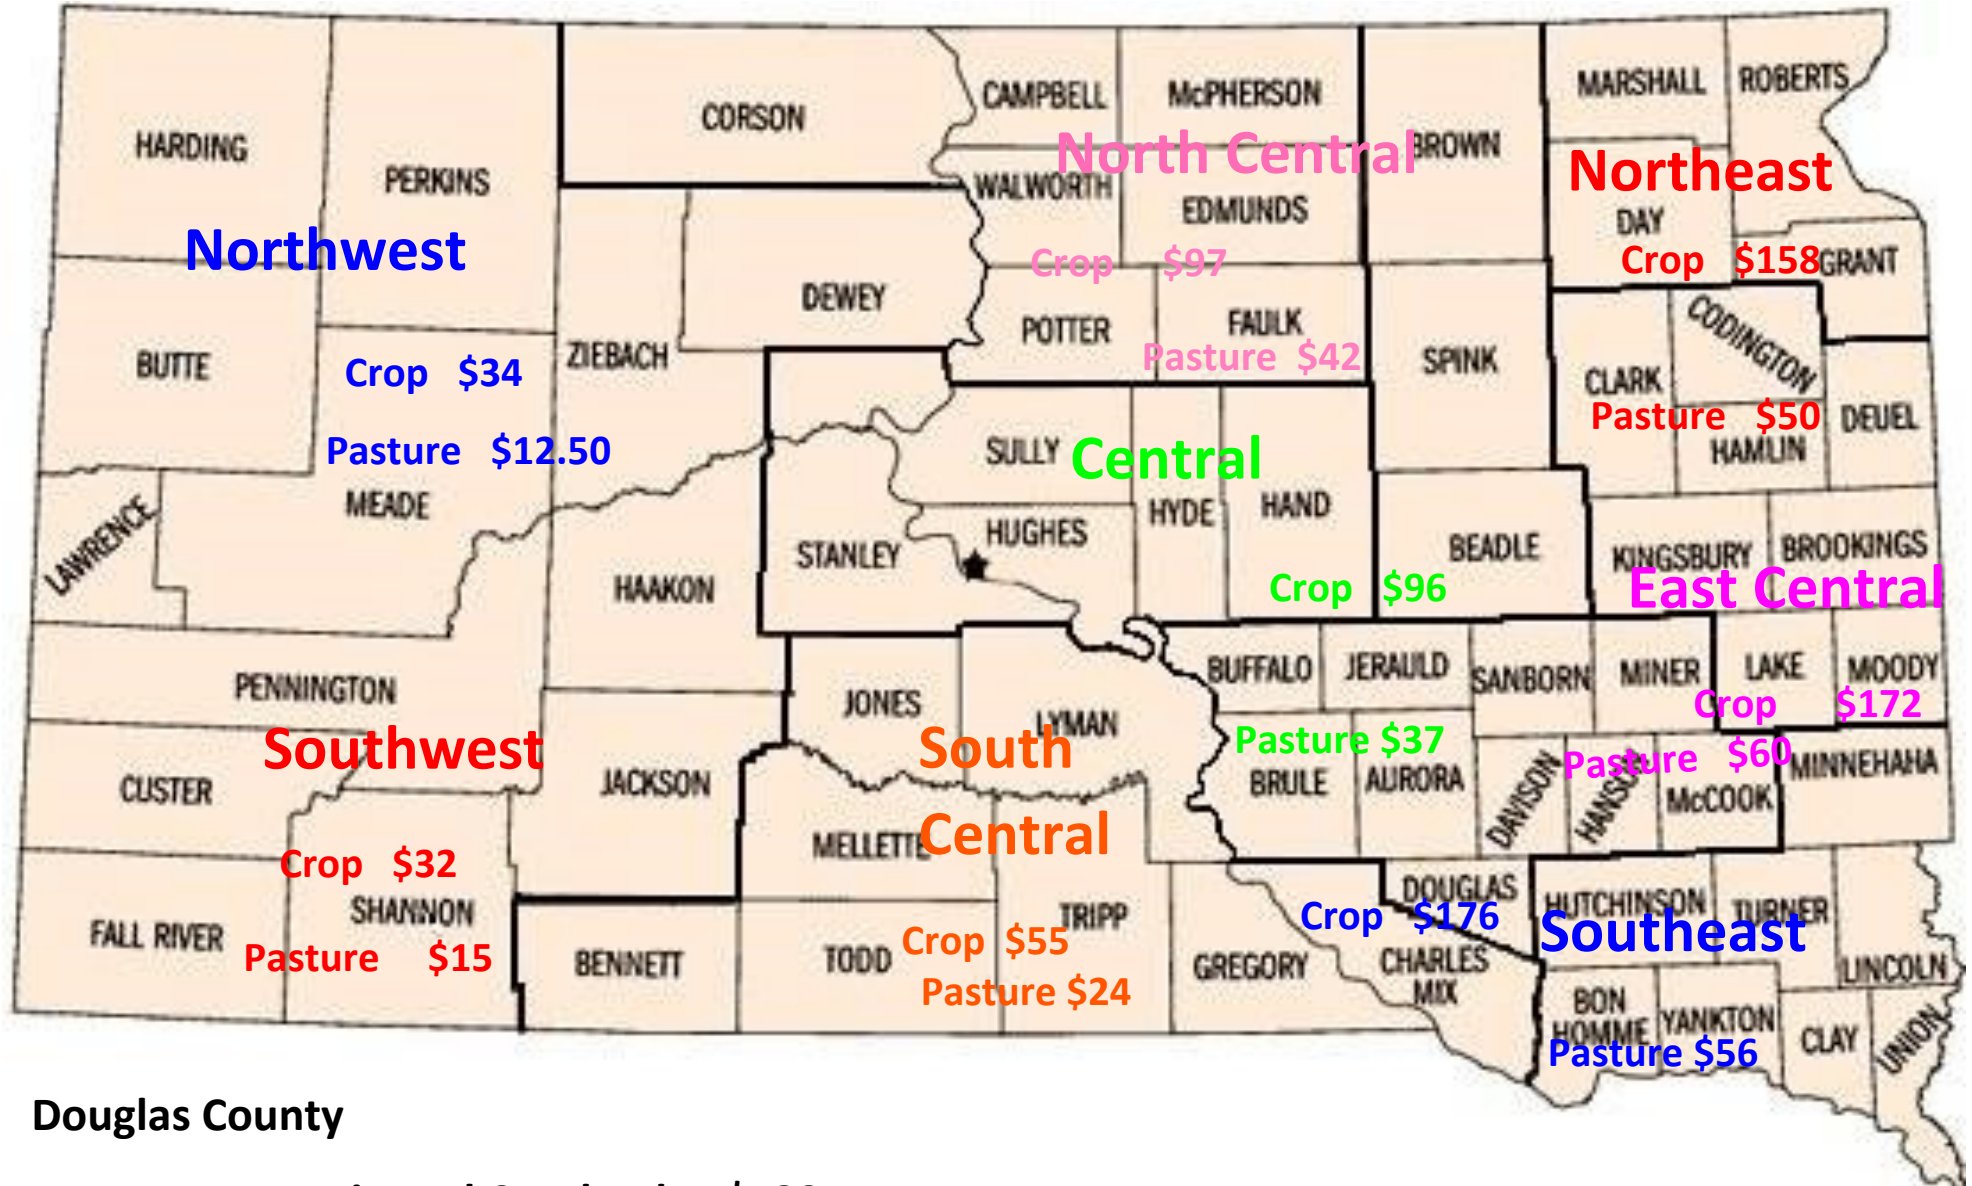 HARDING
PERKINS
CORSON
CAMPBELL
McPHERSON
BROWN
MARSHALL
ROBERTS
North Central
Northeast
WALWORTH
EDMUNDS
DAY
Northwest
Crop $97
Crop $158
GRANT
DEWEY
POTTER
FAULK
CODINGTON
BUTTE
ZIEBACH
Pasture $42
SPINK
CLARK
Crop $34
Pasture $50
DEUEL
Pasture $12.50
SULLY
Central
HAMLIN
MEADE
HYDE
HAND
LAWRENCE
STANLEY
HUGHES
BEADLE
KINGSBURY
BROOKINGS
HAAKON
Crop $96
East Central
PENNINGTON
JONES
LYMAN
BUFFALO
JERAULD
SANBORN
MINER
LAKE
MOODY
Crop $172
Southwest
South
Central
Pasture $37
Pasture $60
CUSTER
JACKSON
BRULE
AURORA
DAVISON
HANSON
McCOOK
MINNEHAHA
MELLETTE
Crop $32
SHANNON
FALL RIVER
Pasture $15
BENNETT
TODD
TRIPP
Crop $55
Pasture $24
GREGORY
DOUGLAS
Crop $176
CHARLES
MIX
HUTCHINSON
TURNER
Southeast
LINCOLN
BON
HOMME
YANKTON
CLAY
UNION
Pasture $56
Douglas County